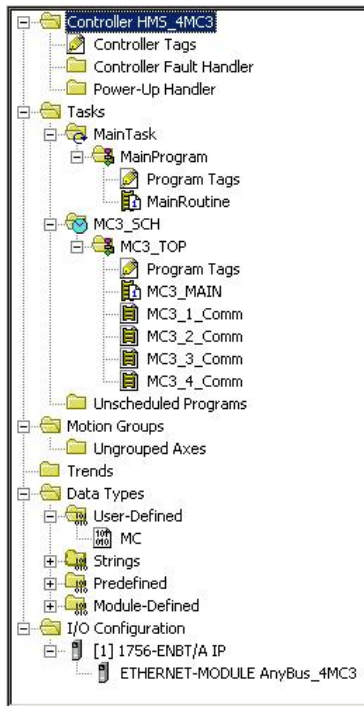 Controller HMS_4MC3
Controller Tags
Controller Fault Handler
Power-Up Handler
Tasks
MainTask
MainProgram
Program Tags
MainRoutine
MC3_SCH
MC3_TOP
Program Tags
MC3_MAIN
MC3_1_Comm
MC3_2_Comm
MC3_3_Comm
MC3_4_Comm
Unscheduled Programs
Motion Groups
Ungrouped Axes
Trends
Data Types
User-Defined
MC
Strings
Predefined
Module-Defined
I/O Configuration
[1] 1756-ENBT/A IP
ETHERNET-MODULE AnyBus_4MC3